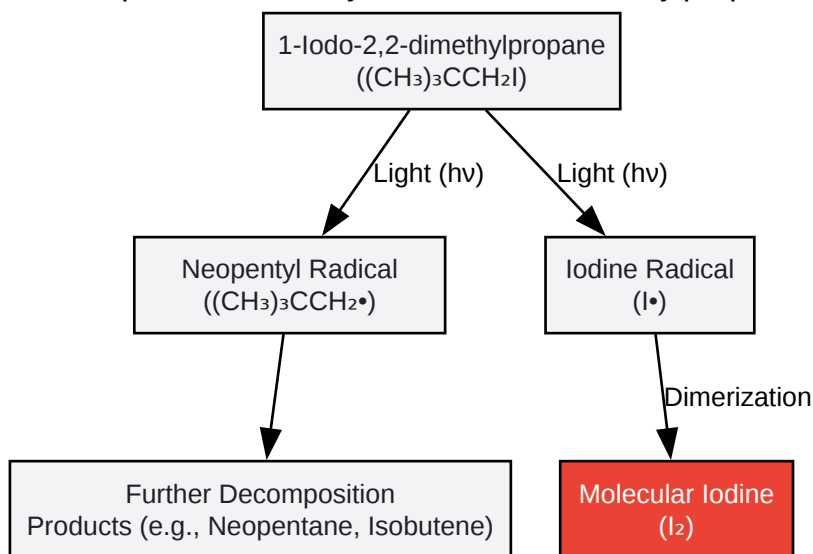 1-Iodo-2,2-dimethylpropane
((CH₃)₃CCH₂I)
Light (hν)
Light (hν)
Neopentyl Radical
((CH₃)₃CCH₂•)
Iodine Radical
(I•)
Dimerization
Further Decomposition
Products (e.g., Neopentane, Isobutene)
Molecular Iodine
(I₂)